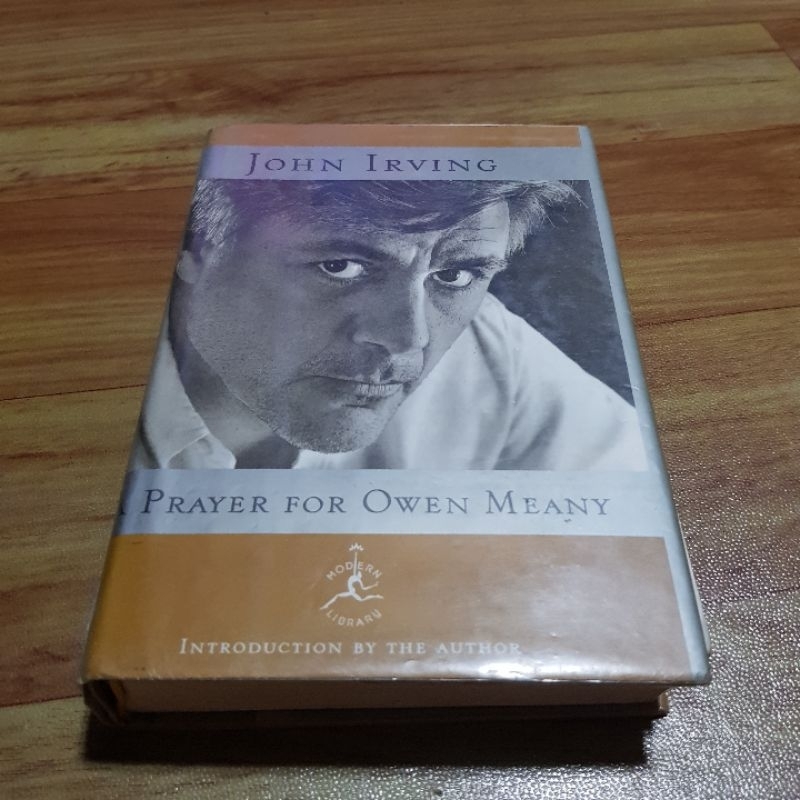 JOHN IRVING
A PRAYER FOR OWEN MEANY
MODERN
LIBRARY
INTRODUCTION BY THE AUTHOR